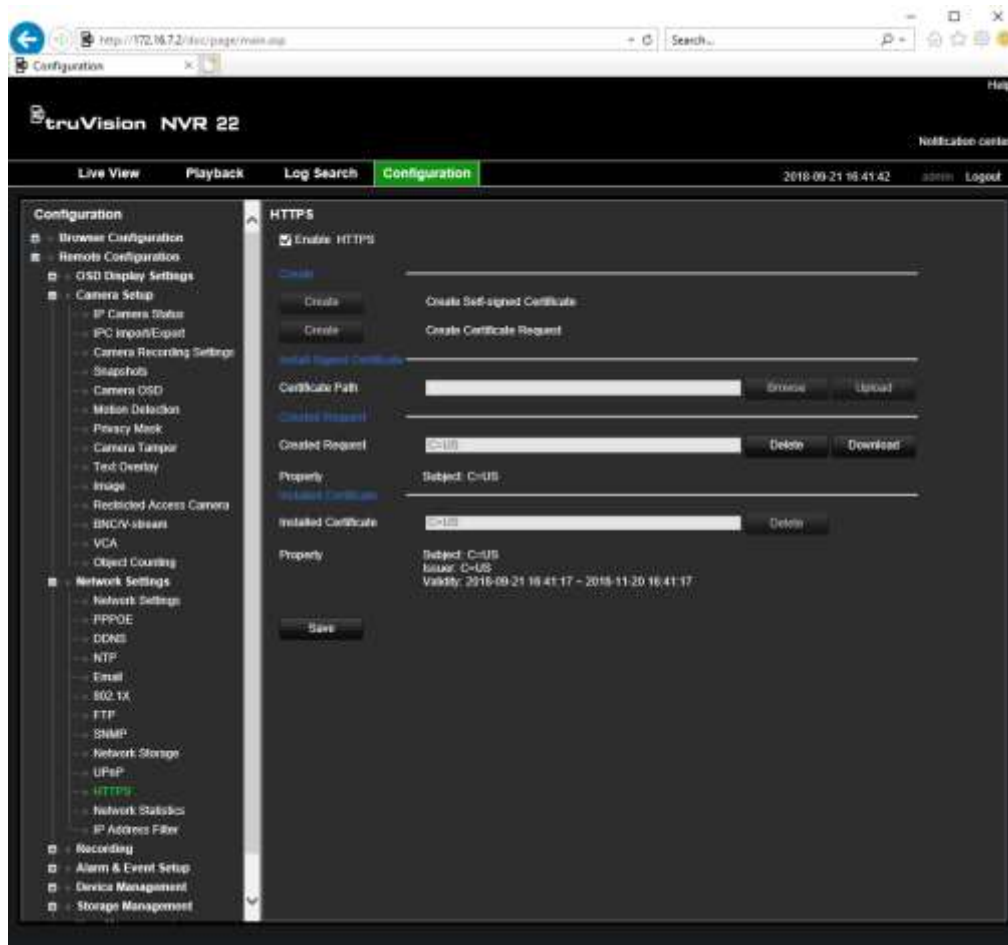 http://172.16.7.2/doc/page/main.asp
Search...
Configuration
Help
truVision NVR 22
Notification center
Live View Playback Log Search Configuration 2018-09-21 16:41:42 admin Logout
Configuration
Browser Configuration
Remote Configuration
OSD Display Settings
Camera Setup
IP Camera Status
IPC Import/Export
Camera Recording Settings
Snapshots
Camera OSD
Motion Detection
Privacy Mask
Camera Tamper
Text Overlay
Image
Restricted Access Camera
BNC/V-stream
VCA
Object Counting
Network Settings
Network Settings
PPPOE
DDNS
NTP
Email
802.1X
FTP
SNMP
Network Storage
UPnP
HTTPS
Network Statistics
IP Address Filter
Recording
Alarm & Event Setup
Device Management
Storage Management
HTTPS
Enable HTTPS
Create
Create Create Self-signed Certificate
Create Create Certificate Request
Install Signed Certificate
Certificate Path Browse Upload
Created Request
Created Request C=US Delete Download
Property Subject: C=US
Installed Certificate
Installed Certificate C=US Delete
Property Subject: C=US
Issuer: C=US
Validity: 2018-09-21 16:41:17 ~ 2018-11-20 16:41:17
Save